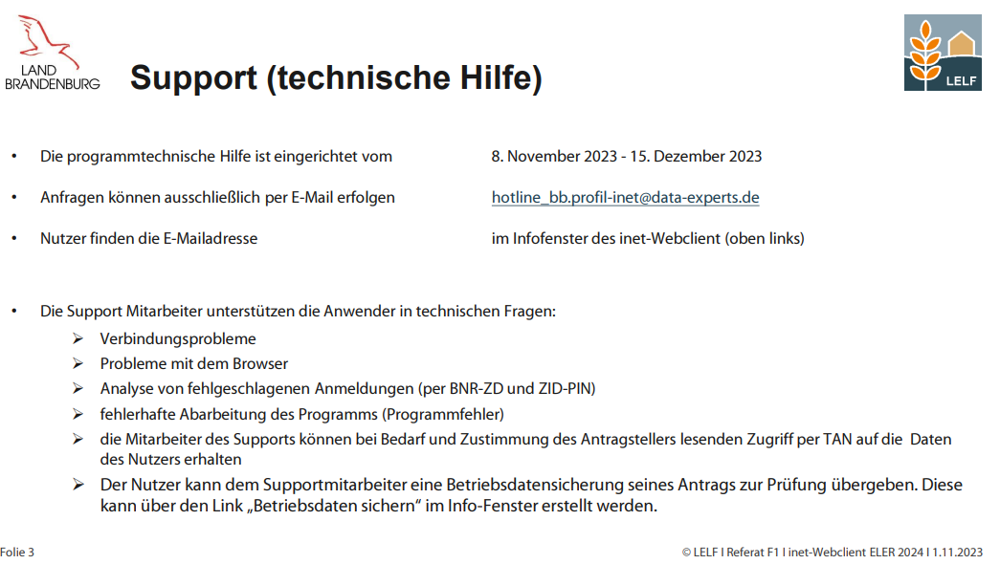 LAND
BRANDENBURG
Support (technische Hilfe)
LELF
• Die programmtechnische Hilfe ist eingerichtet vom 8. November 2023 - 15. Dezember 2023
• Anfragen können ausschließlich per E-Mail erfolgen hotline_bb.profil-inet@data-experts.de
• Nutzer finden die E-Mailadresse im Infofenster des inet-Webclient (oben links)
• Die Support Mitarbeiter unterstützen die Anwender in technischen Fragen:
➢ Verbindungsprobleme
➢ Probleme mit dem Browser
➢ Analyse von fehlgeschlagenen Anmeldungen (per BNR-ZD und ZID-PIN)
➢ fehlerhafte Abarbeitung des Programms (Programmfehler)
➢ die Mitarbeiter des Supports können bei Bedarf und Zustimmung des Antragstellers lesenden Zugriff per TAN auf die Daten
des Nutzers erhalten
➢ Der Nutzer kann dem Supportmitarbeiter eine Betriebsdatensicherung seines Antrags zur Prüfung übergeben. Diese
kann über den Link „Betriebsdaten sichern“ im Info-Fenster erstellt werden.
Folie 3 © LELF I Referat F1 I inet-Webclient ELER 2024 I 1.11.2023